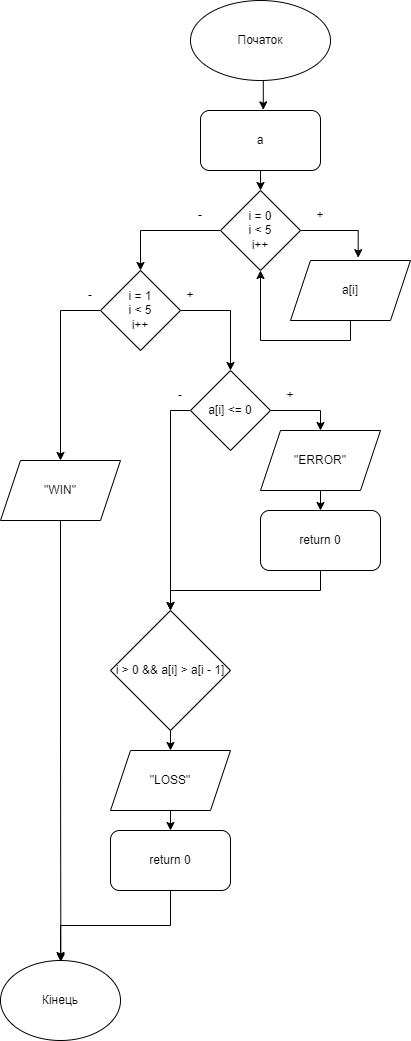 Початок
a
-
+
i = 0
i < 5
i++
a[i]
-
+
i = 1
i < 5
i++
-
+
a[i] <= 0
"ERROR"
"WIN"
return 0
i > 0 && a[i] > a[i - 1]
"LOSS"
return 0
Кінець